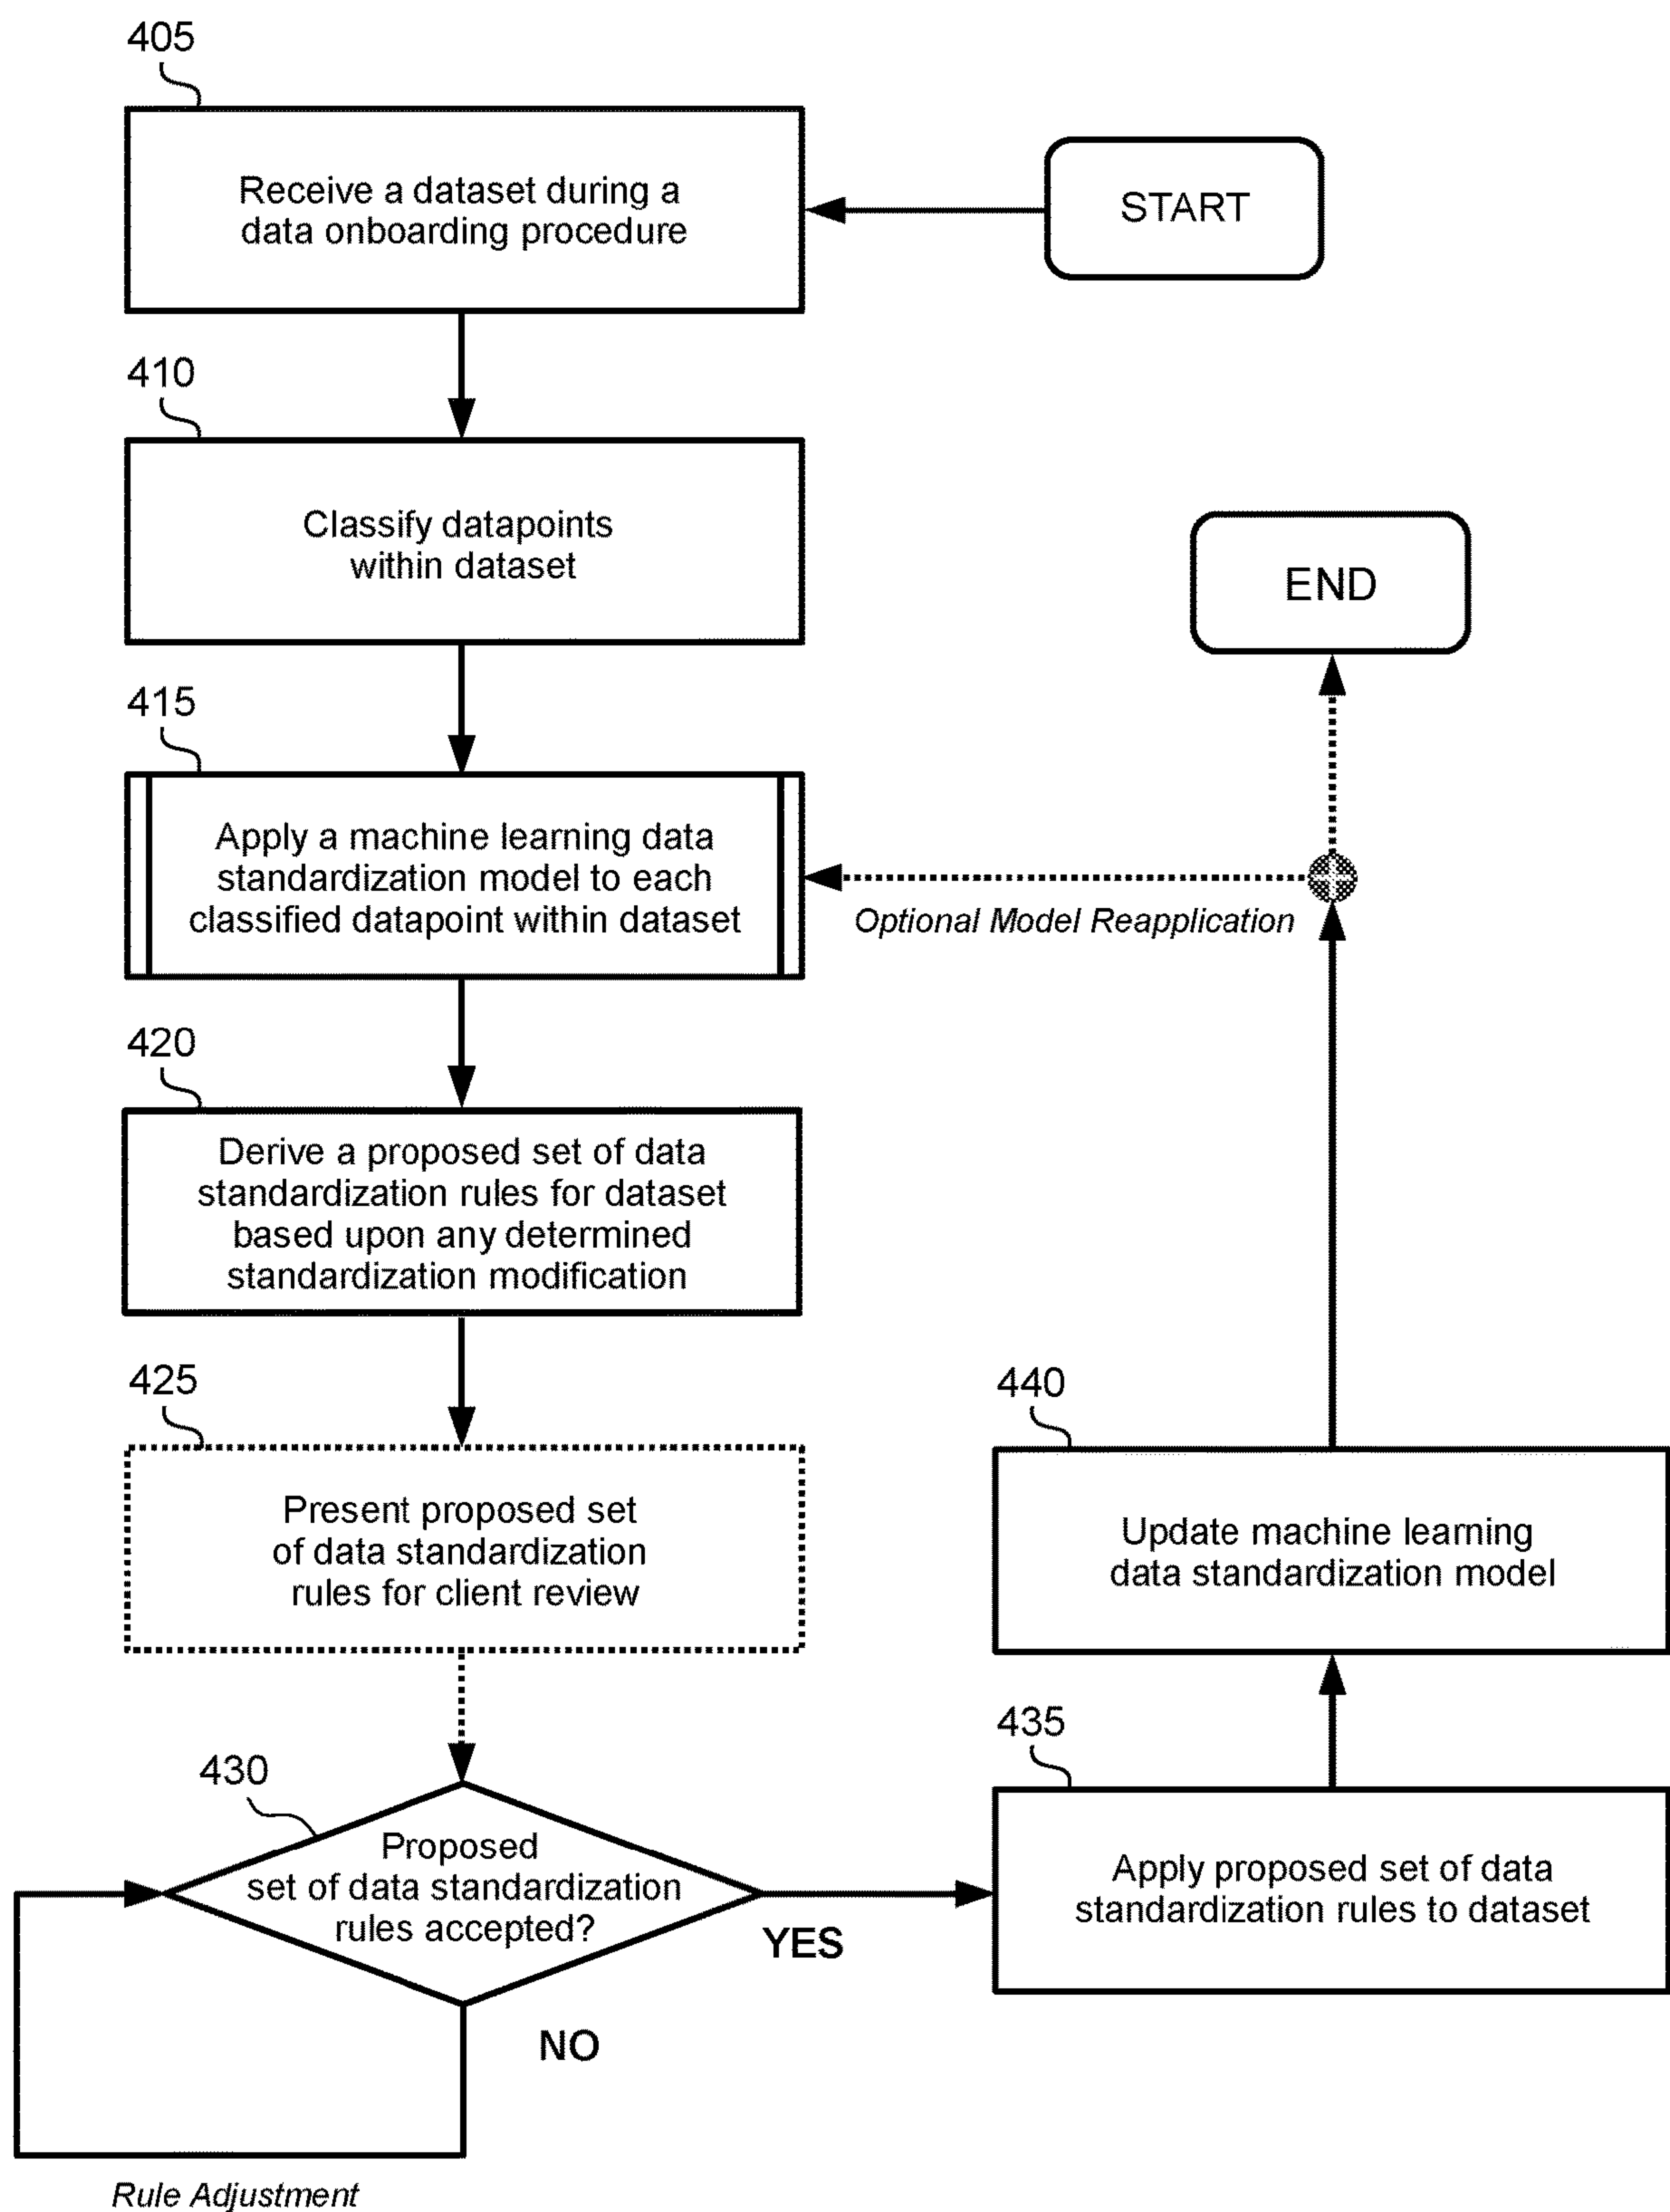 405
Receive a dataset during a
data onboarding procedure
START
410
Classify datapoints
within dataset
END
415
Apply a machine learning data
standardization model to each
classified datapoint within dataset
Optional Model Reapplication
420
Derive a proposed set of data
standardization rules for dataset
based upon any determined
standardization modification
425
Present proposed set
of data standardization
rules for client review
440
Update machine learning
data standardization model
430
Proposed
set of data standardization
rules accepted?
YES
NO
435
Apply proposed set of data
standardization rules to dataset
Rule Adjustment